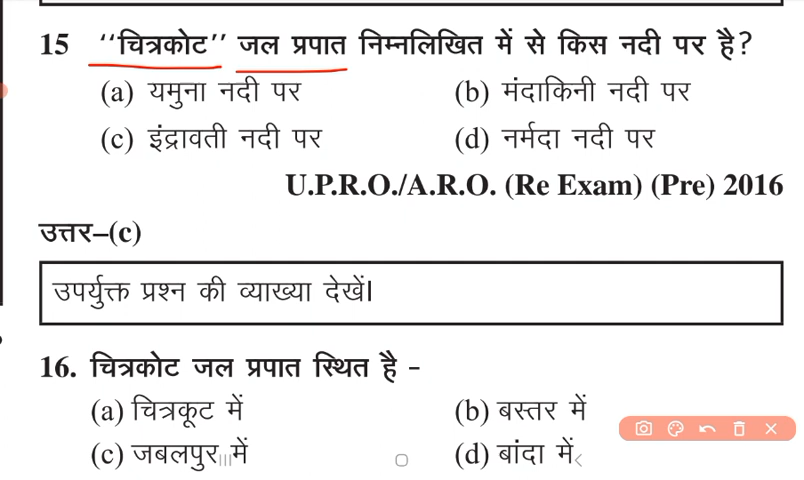 15 ‘‘चित्रकोट’’ जल प्रपात निम्नलिखित में से किस नदी पर है?
(a) यमुना नदी पर (b) मंदाकिनी नदी पर
(c) इंद्रावती नदी पर (d) नर्मदा नदी पर
U.P.R.O./A.R.O. (Re Exam) (Pre) 2016
उत्तर–(c)
उपर्युक्त प्रश्न की व्याख्या देखें।
16. चित्रकोट जल प्रपात स्थित है -
(a) चित्रकूट में (b) बस्तर में
(c) जबलपुर में (d) बांदा में